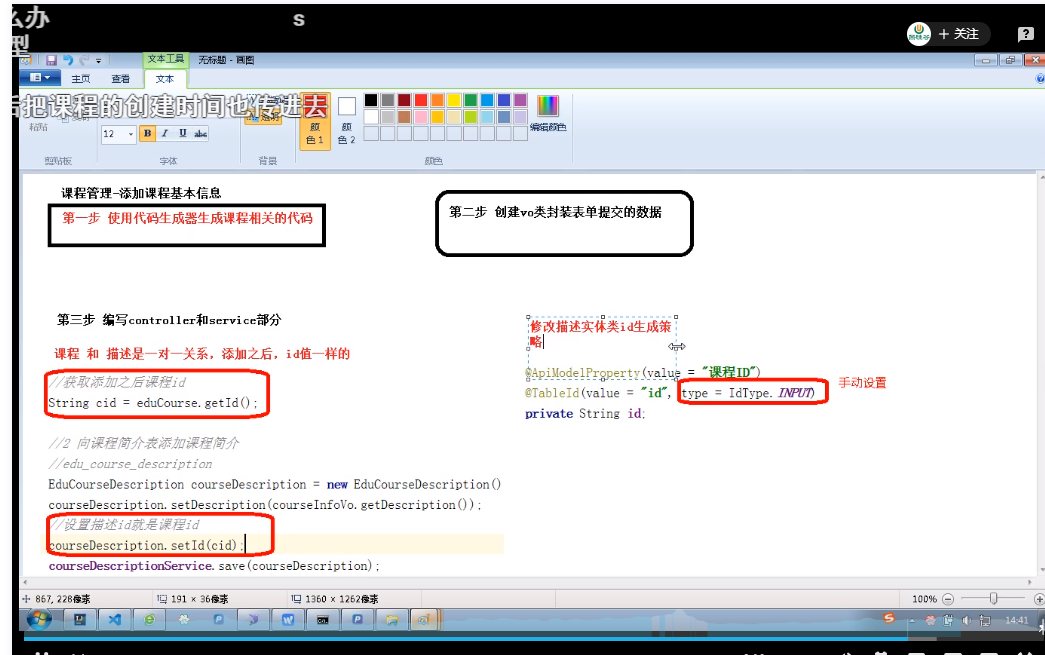 么办
s
+ 关注
型
文本工具 无标题 - 画图
主页 查看 文本
后把课程的创建时间也传进去
粘贴
透明
12 B I U abc
颜色 1 颜色 2
编辑颜色
剪贴板 字体 背景 颜色
课程管理-添加课程基本信息
第一步 使用代码生成器生成课程相关的代码
第二步 创建vo类封装表单提交的数据
第三步 编写controller和service部分
课程 和 描述是一对一关系，添加之后，id值一样的
//获取添加之后课程id
String cid = eduCourse.getId();
//2 向课程简介表添加课程简介
//edu_course_description
EduCourseDescription courseDescription = new EduCourseDescription()
courseDescription.setDescription(courseInfoVo.getDescription());
//设置描述id就是课程id
courseDescription.setId(cid);
courseDescriptionService.save(courseDescription);
修改描述实体类id生成策
略
@ApiModelProperty(value = "课程ID")
@TableId(value = "id", type = IdType.INPUT)
private String id;
手动设置
867, 228像素 191 × 36像素 1360 × 1262像素 100%
14:41